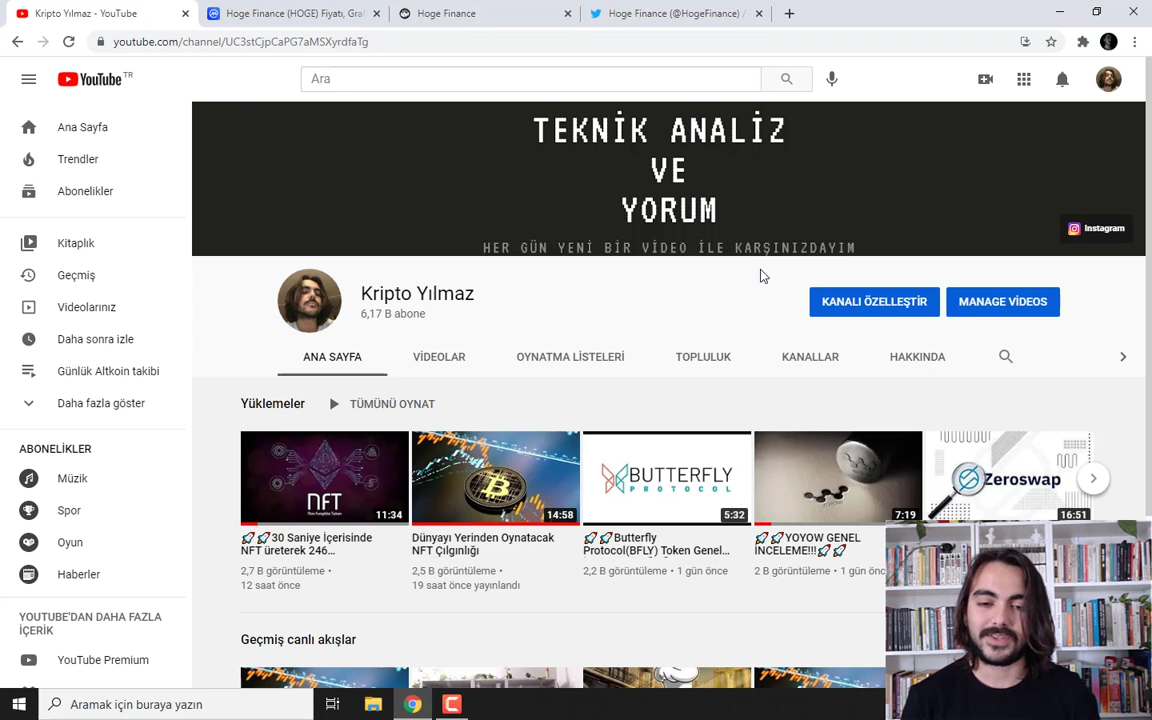 Kripto Yılmaz - YouTube
Hoge Finance (HOGE) Fiyatı, Gra
Hoge Finance
Hoge Finance (@HogeFinance) /
youtube.com/channel/UC3stCjpCaPG7aMSXyrdfaTg
YouTube TR
Ara
TEKNİK ANALİZ
VE
YORUM
HER GÜN YENİ BİR VİDEO İLE KARŞINIZDAYIM
Instagram
Kripto Yılmaz
6,17 B abone
KANALI ÖZELLEŞTİR
MANAGE VİDEOS
ANA SAYFA
VİDEOLAR
OYNATMA LİSTELERİ
TOPLULUK
KANALLAR
HAKKINDA
Ana Sayfa
Trendler
Abonelikler
Kitaplık
Geçmiş
Videolarınız
Daha sonra izle
Günlük Altkoin takibi
Daha fazla göster
ABONELİKLER
Müzik
Spor
Oyun
Haberler
YOUTUBE'DAN DAHA FAZLA
İÇERİK
YouTube Premium
Yüklemeler
TÜMÜNÜ OYNAT
NFT
11:34
14:58
BUTTERFLY
PROTOCOL
5:32
7:19
Zeroswap
16:51
🚀🚀30 Saniye İçerisinde
NFT üreterek 246...
2,7 B görüntüleme •
12 saat önce
Dünyayı Yerinden Oynatacak
NFT Çılgınlığı
2,5 B görüntüleme •
19 saat önce yayınlandı
🚀🚀Butterfly
Protocol(BFLY) Token Genel...
2,2 B görüntüleme • 1 gün önce
🚀🚀YOYOW GENEL
İNCELEME!!!🚀🚀
2 B görüntüleme • 1 gün önc
Geçmiş canlı akışlar
Aramak için buraya yazın